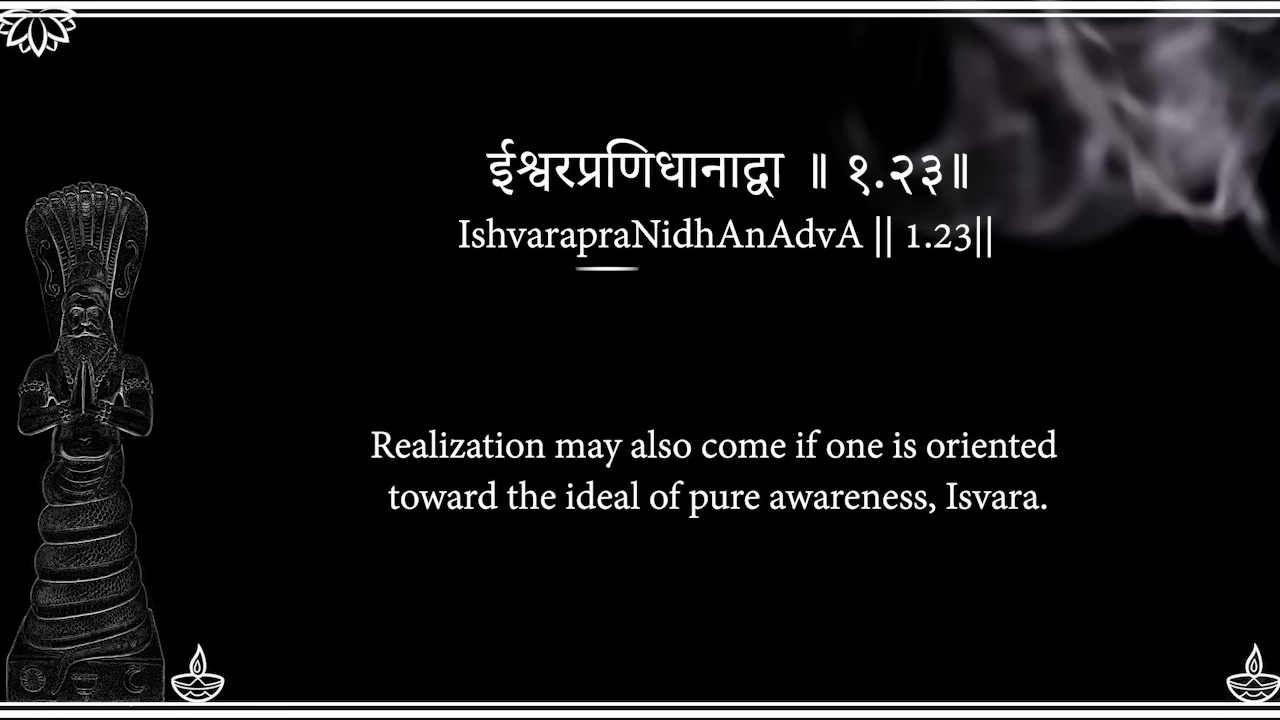 ईश्वरप्रणिधानाद्वा ॥ १.२३॥
IshvarapraNidhAnAdvA || 1.23||
Realization may also come if one is oriented
toward the ideal of pure awareness, Isvara.